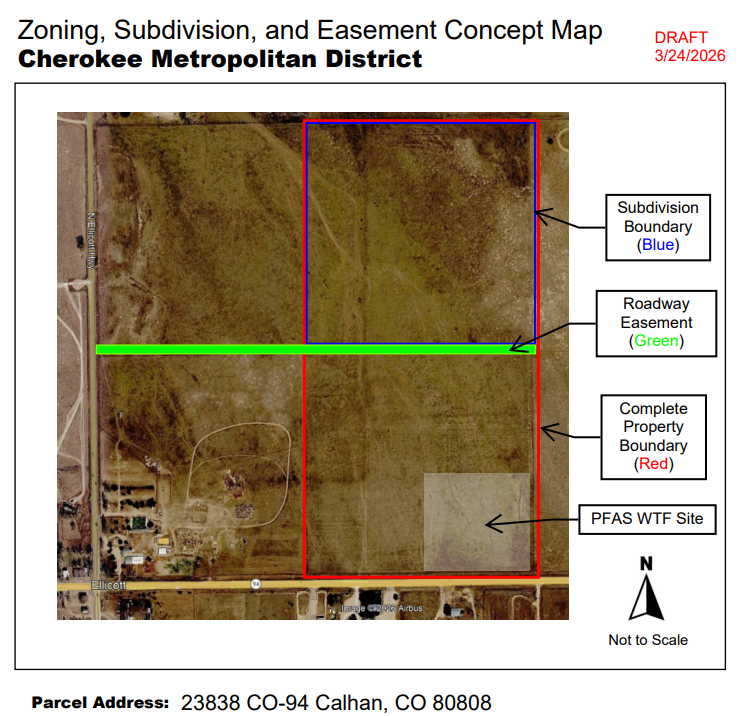 Zoning, Subdivision, and Easement Concept Map
Cherokee Metropolitan District
DRAFT
3/24/2026
N Ellicott Hwy
Subdivision
Boundary
(Blue)
Roadway
Easement
(Green)
Complete
Property
Boundary
(Red)
PFAS WTF Site
N
Not to Scale
Ellicott
94
Image © 2026 Airbus
Parcel Address: 23838 CO-94 Calhan, CO 80808